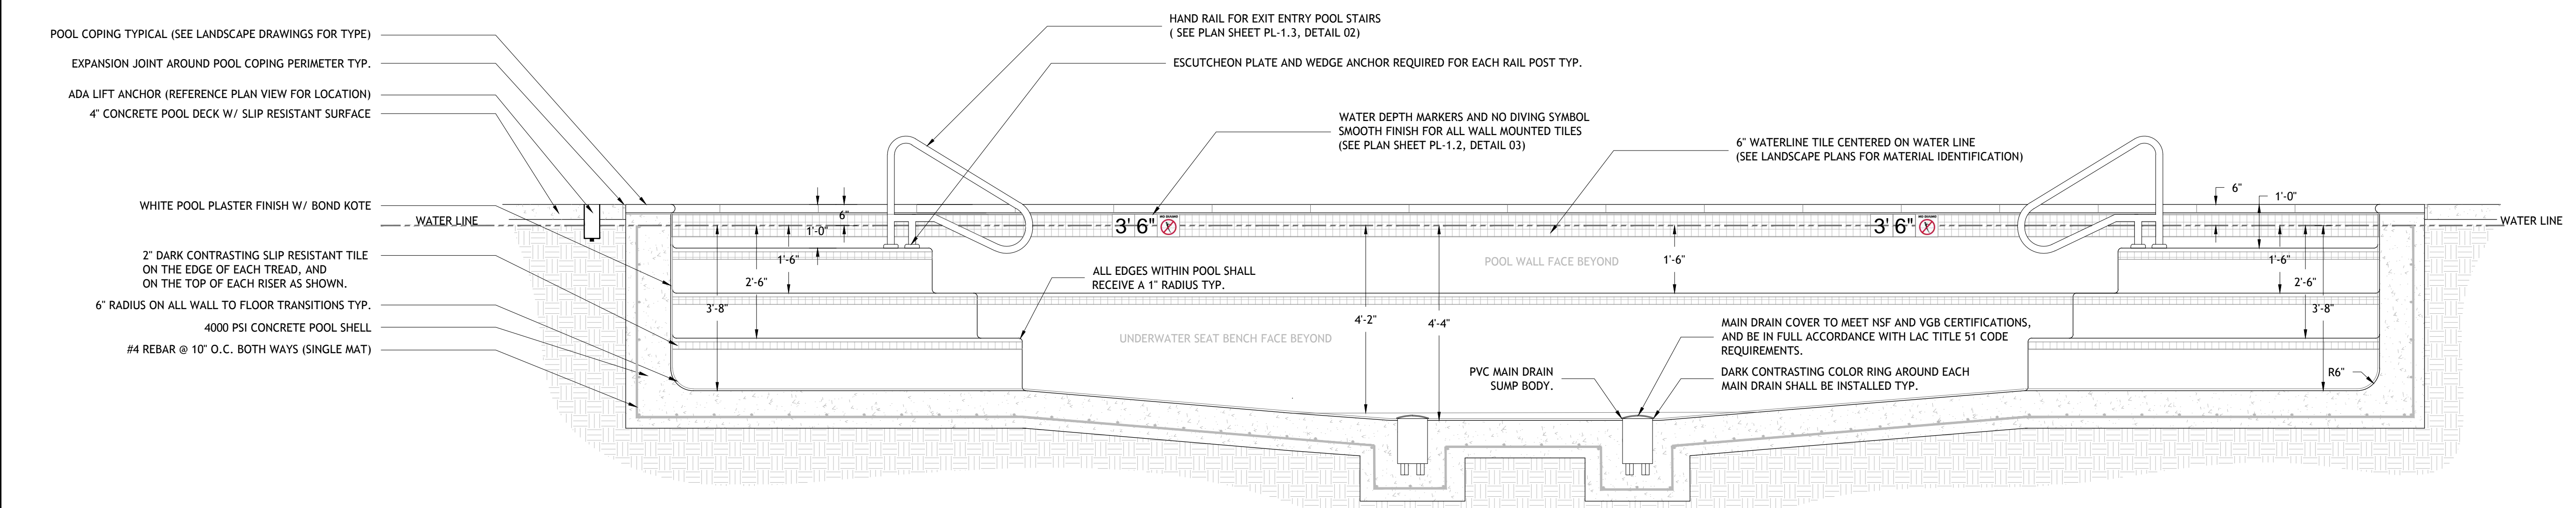 POOL COPING TYPICAL (SEE LANDSCAPE DRAWINGS FOR TYPE)
EXPANSION JOINT AROUND POOL COPING PERIMETER TYP.
ADA LIFT ANCHOR (REFERENCE PLAN VIEW FOR LOCATION)
4" CONCRETE POOL DECK W/ SLIP RESISTANT SURFACE
WHITE POOL PLASTER FINISH W/ BOND KOTE
WATER LINE
2" DARK CONTRASTING SLIP RESISTANT TILE
ON THE EDGE OF EACH TREAD, AND
ON THE TOP OF EACH RISER AS SHOWN.
6" RADIUS ON ALL WALL TO FLOOR TRANSITIONS TYP.
4000 PSI CONCRETE POOL SHELL
#4 REBAR @ 10" O.C. BOTH WAYS (SINGLE MAT)
HAND RAIL FOR EXIT ENTRY POOL STAIRS
( SEE PLAN SHEET PL-1.3, DETAIL 02)
ESCUTCHEON PLATE AND WEDGE ANCHOR REQUIRED FOR EACH RAIL POST TYP.
WATER DEPTH MARKERS AND NO DIVING SYMBOL
SMOOTH FINISH FOR ALL WALL MOUNTED TILES
(SEE PLAN SHEET PL-1.2, DETAIL 03)
6" WATERLINE TILE CENTERED ON WATER LINE
(SEE LANDSCAPE PLANS FOR MATERIAL IDENTIFICATION)
6"
1'-0"
1'-6"
2'-6"
3'-8"
3' 6"
NO DIVING
3' 6"
NO DIVING
POOL WALL FACE BEYOND
1'-6"
ALL EDGES WITHIN POOL SHALL
RECEIVE A 1" RADIUS TYP.
UNDERWATER SEAT BENCH FACE BEYOND
4'-2"
4'-4"
PVC MAIN DRAIN
SUMP BODY.
MAIN DRAIN COVER TO MEET NSF AND VGB CERTIFICATIONS,
AND BE IN FULL ACCORDANCE WITH LAC TITLE 51 CODE
REQUIREMENTS.
DARK CONTRASTING COLOR RING AROUND EACH
MAIN DRAIN SHALL BE INSTALLED TYP.
6"
1'-0"
1'-6"
2'-6"
3'-8"
R6"
WATER LINE